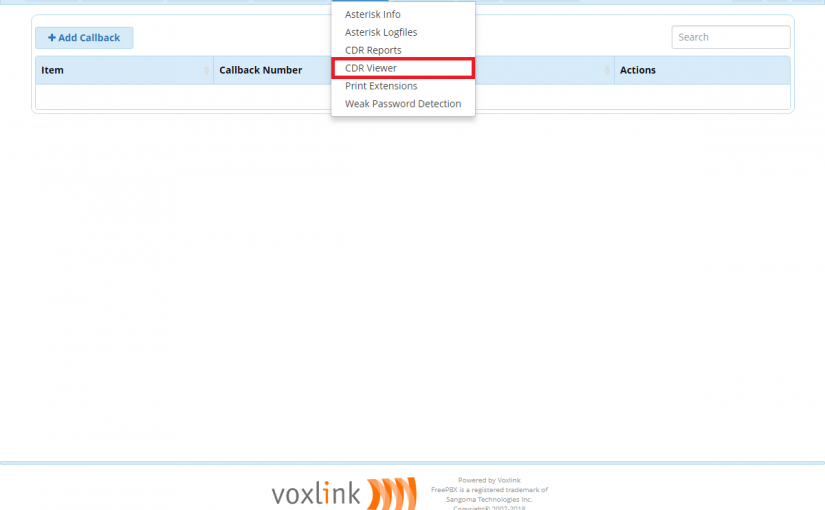 Asterisk Info
Asterisk Logfiles
CDR Reports
CDR Viewer
Print Extensions
Weak Password Detection
+ Add Callback
Search
Item
Callback Number
Actions
voxlink
Powered by Voxlink
FreePBX is a registered trademark of
Sangoma Technologies Inc.
Copyright© 2007-2018